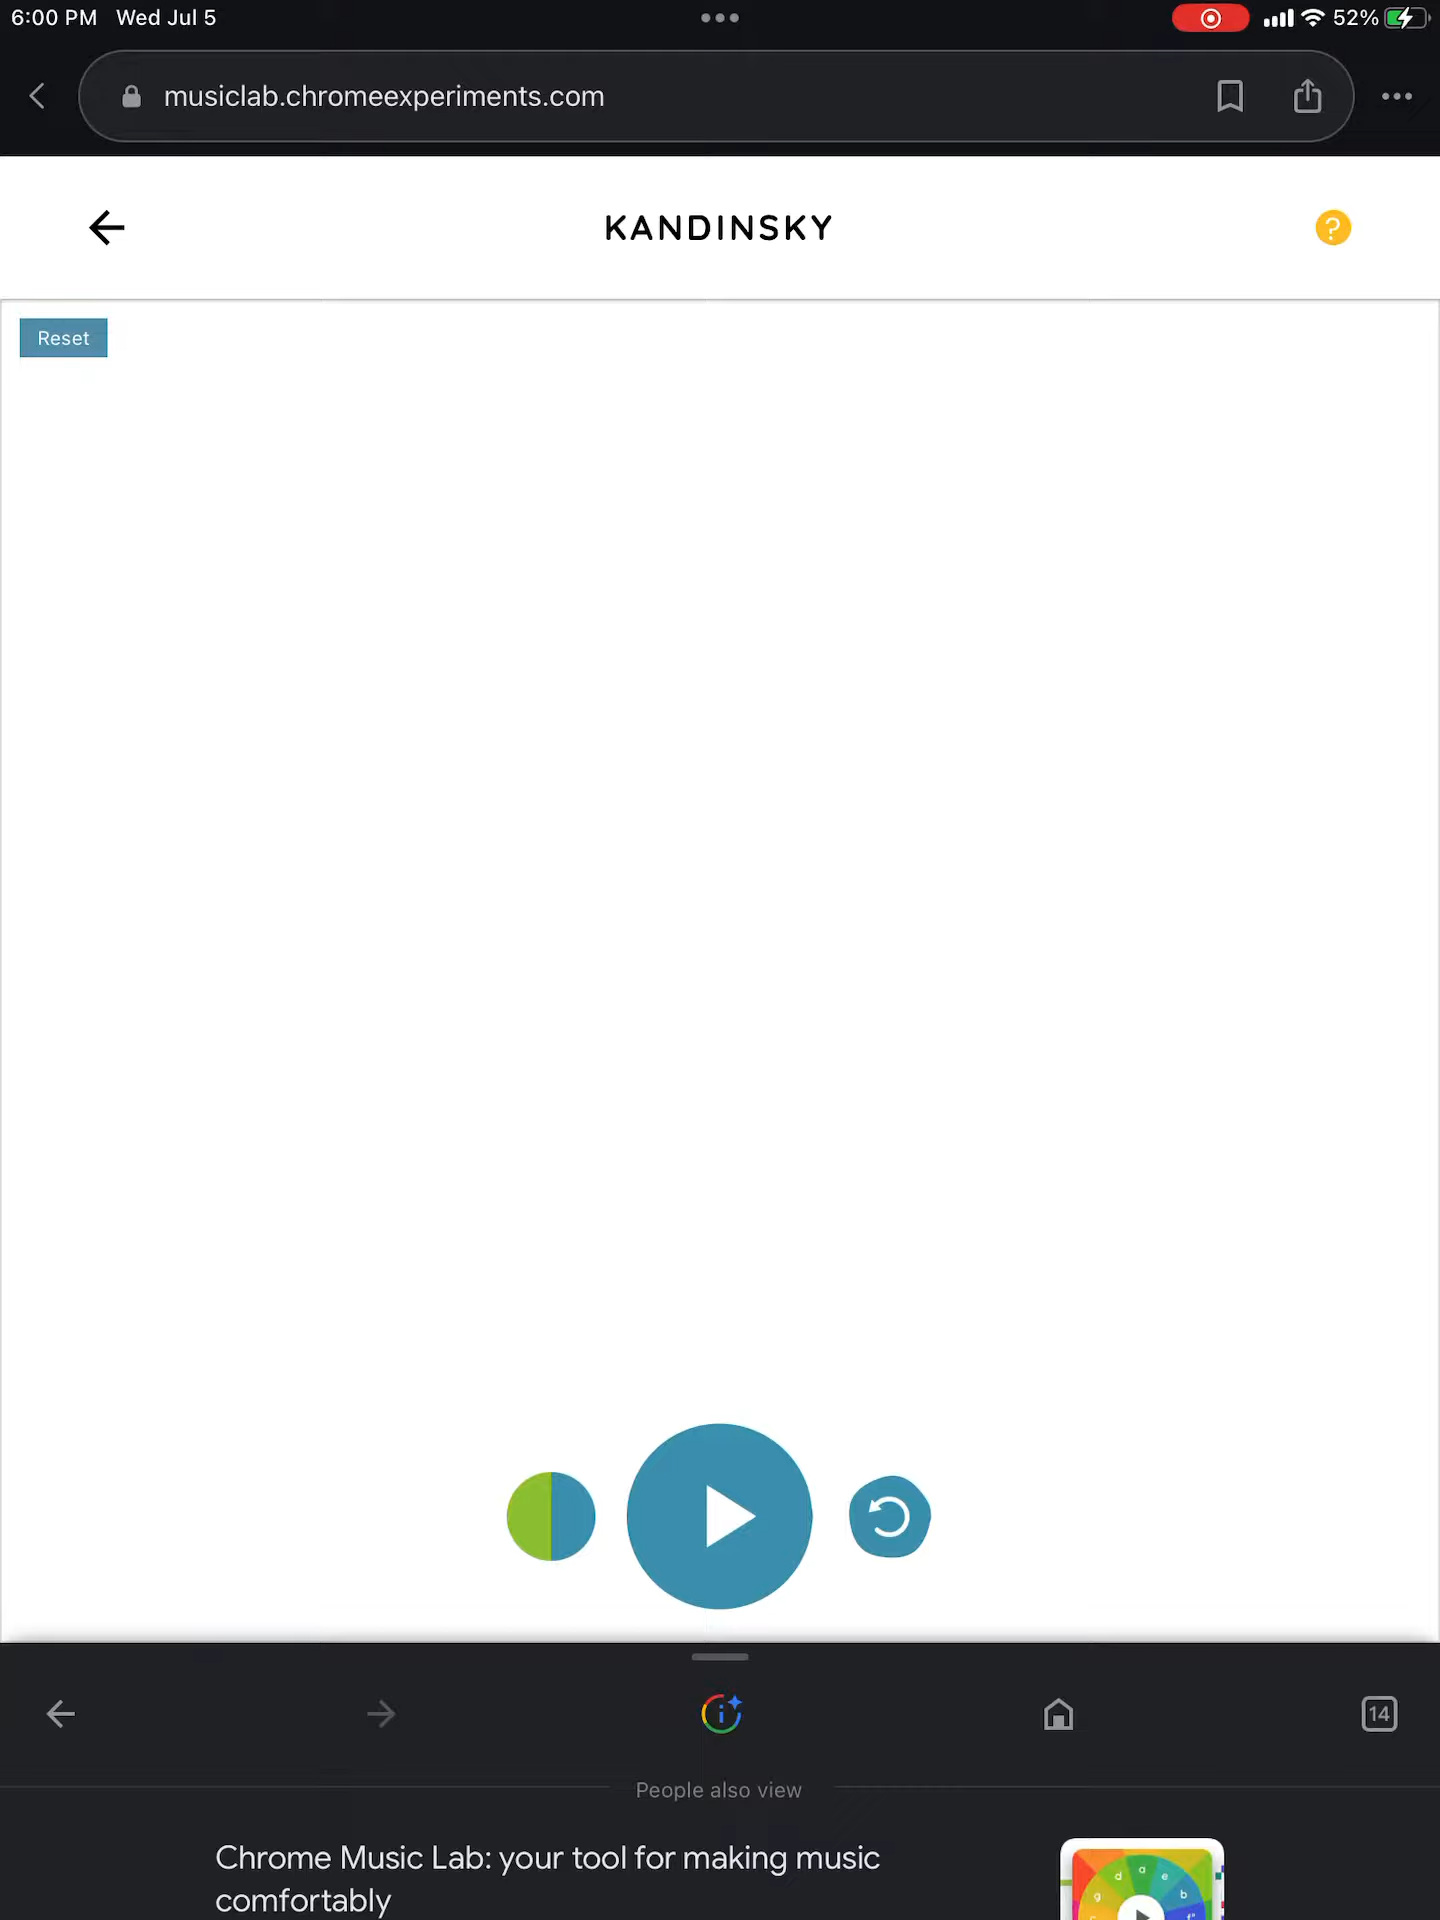 6:00 PM Wed Jul 5
52%
musiclab.chromeexperiments.com
KANDINSKY
?
Reset
14
People also view
Chrome Music Lab: your tool for making music
comfortably
d a e
g b